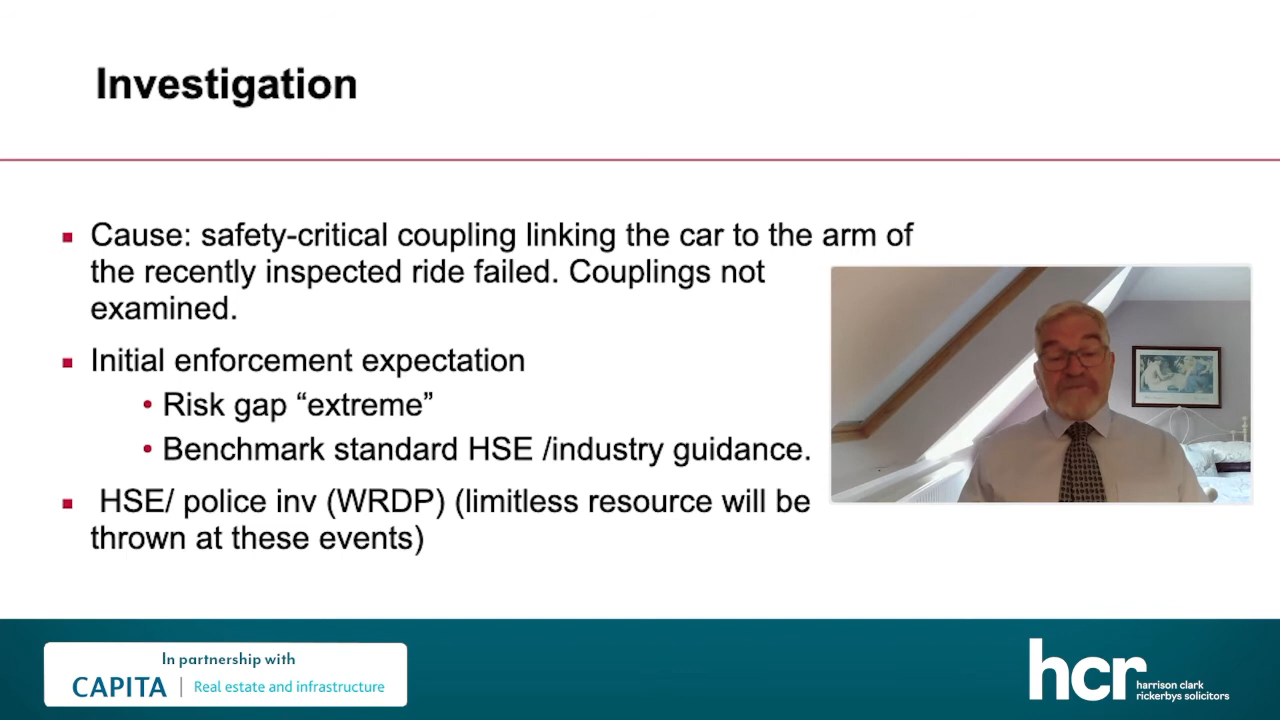 Investigation
Cause: safety-critical coupling linking the car to the arm of
the recently inspected ride failed. Couplings not
examined.
Initial enforcement expectation
Risk gap “extreme”
Benchmark standard HSE /industry guidance.
HSE/ police inv (WRDP) (limitless resource will be
thrown at these events)
In partnership with
CAPITA | Real estate and infrastructure
hcr harrison clark
rickerbys solicitors